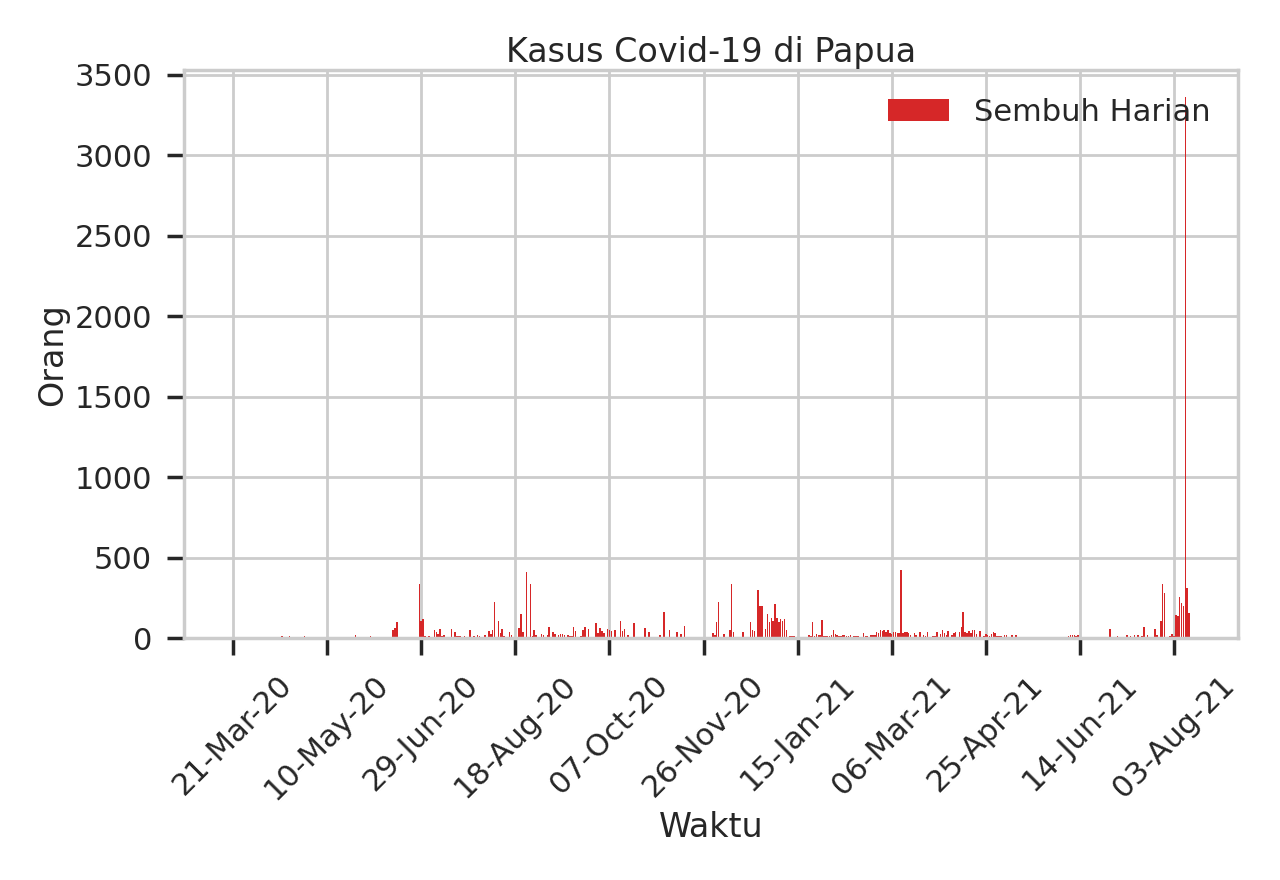 Kasus Covid-19 di Papua
Sembuh Harian
Orang
3500
3000
2500
2000
1500
1000
500
0
21-Mar-20
10-May-20
29-Jun-20
18-Aug-20
07-Oct-20
26-Nov-20
15-Jan-21
06-Mar-21
25-Apr-21
14-Jun-21
03-Aug-21
Waktu